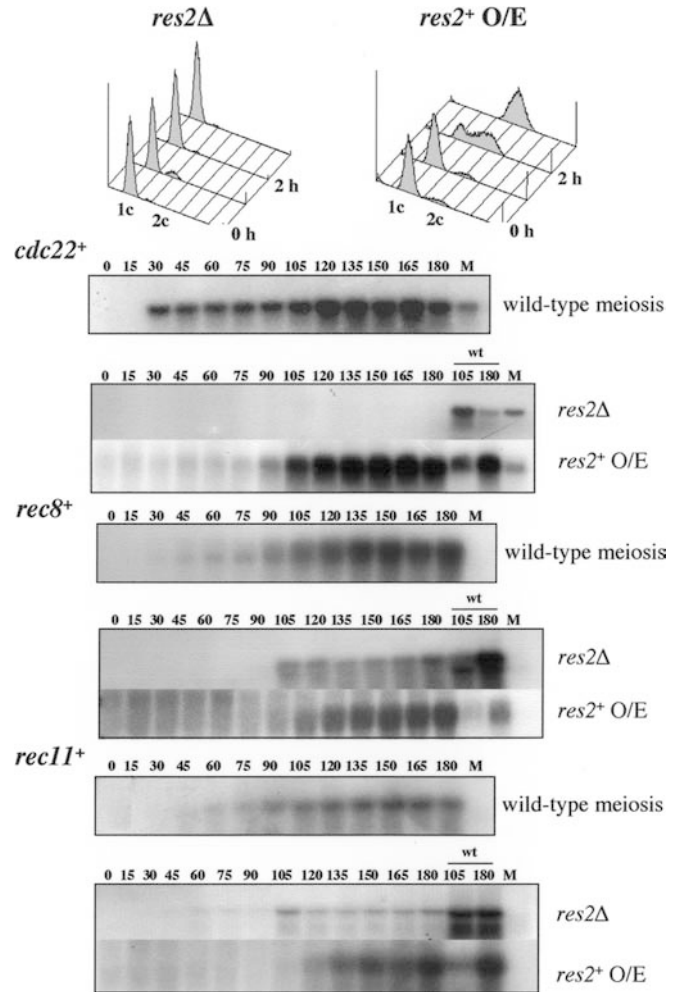 res2Δ
res2⁺ O/E
1c 2c 0 h 2 h
1c 2c 0 h 2 h
cdc22⁺
0 15 30 45 60 75 90 105 120 135 150 165 180 M
wild-type meiosis
wt
0 15 30 45 60 75 90 105 120 135 150 165 180 105 180 M
res2Δ
res2⁺ O/E
rec8⁺
0 15 30 45 60 75 90 105 120 135 150 165 180 M
wild-type meiosis
wt
0 15 30 45 60 75 90 105 120 135 150 165 180 105 180 M
res2Δ
res2⁺ O/E
rec11⁺
0 15 30 45 60 75 90 105 120 135 150 165 180 M
wild-type meiosis
wt
0 15 30 45 60 75 90 105 120 135 150 165 180 105 180 M
res2Δ
res2⁺ O/E